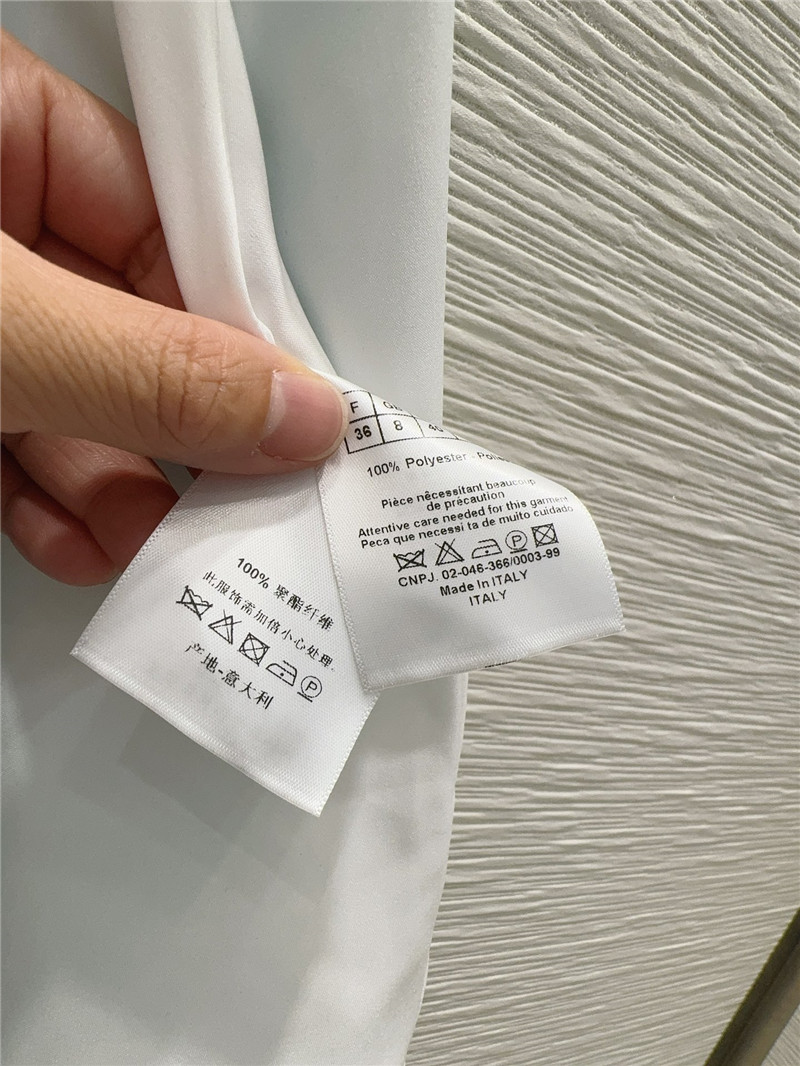 F
36 8
100% Polyester -
Pièce nêcessitant beaucoup
de précaution
Attentive care needed for this garment
Peca que necessi ta de muito cuidado
CNPJ. 02-046-366/0003-99
Made In ITALY
ITALY
100% 聚酯纤维
此服饰需加倍小心处理.
P
P
产地-意大利